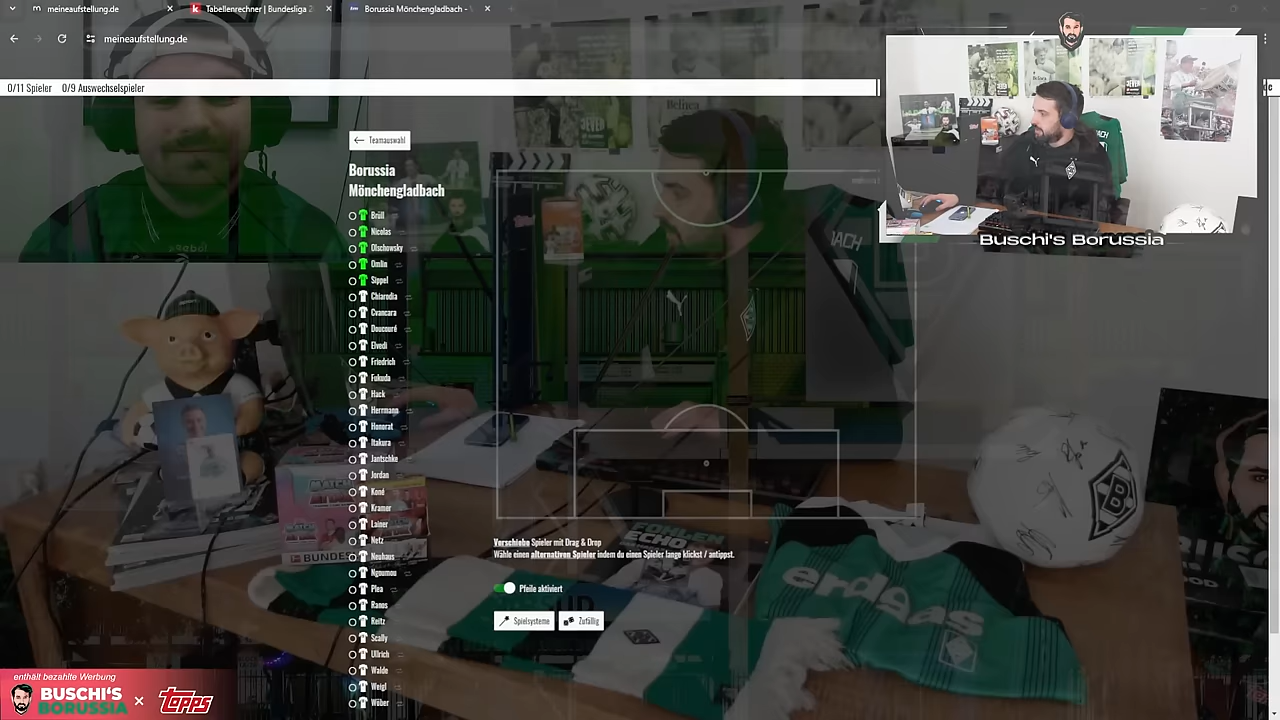 meineaufstellung.de
Tabellenrechner | Bundesliga 2
Borussia Mönchengladbach -
meineaufstellung.de
0/11 Spieler 0/9 Auswechselspieler
Teamauswahl
Borussia
Mönchengladbach
Brüll
Nicolas
Olschowsky
Omlin
Sippel
Chiarodia
Cvancara
Doucouré
Elvedi
Friedrich
Fukuda
Hack
Herrmann
Honorat
Itakura
Jantschke
Jordan
Koné
Kramer
Lainer
Netz
Neuhaus
Ngoumou
Plea
Ranos
Reitz
Scally
Ullrich
Walde
Weigl
Wöber
Verschiebe Spieler mit Drag & Drop
Wähle einen alternativen Spieler indem du einen Spieler lange klickst / antippst.
Pfeile aktiviert
Spielsysteme
Zufällig
Buschi's Borussia
FOHLEN
ECHO
erdgas
enthält bezahlte Werbung
BUSCHI'S
BORUSSIA
×
Topps